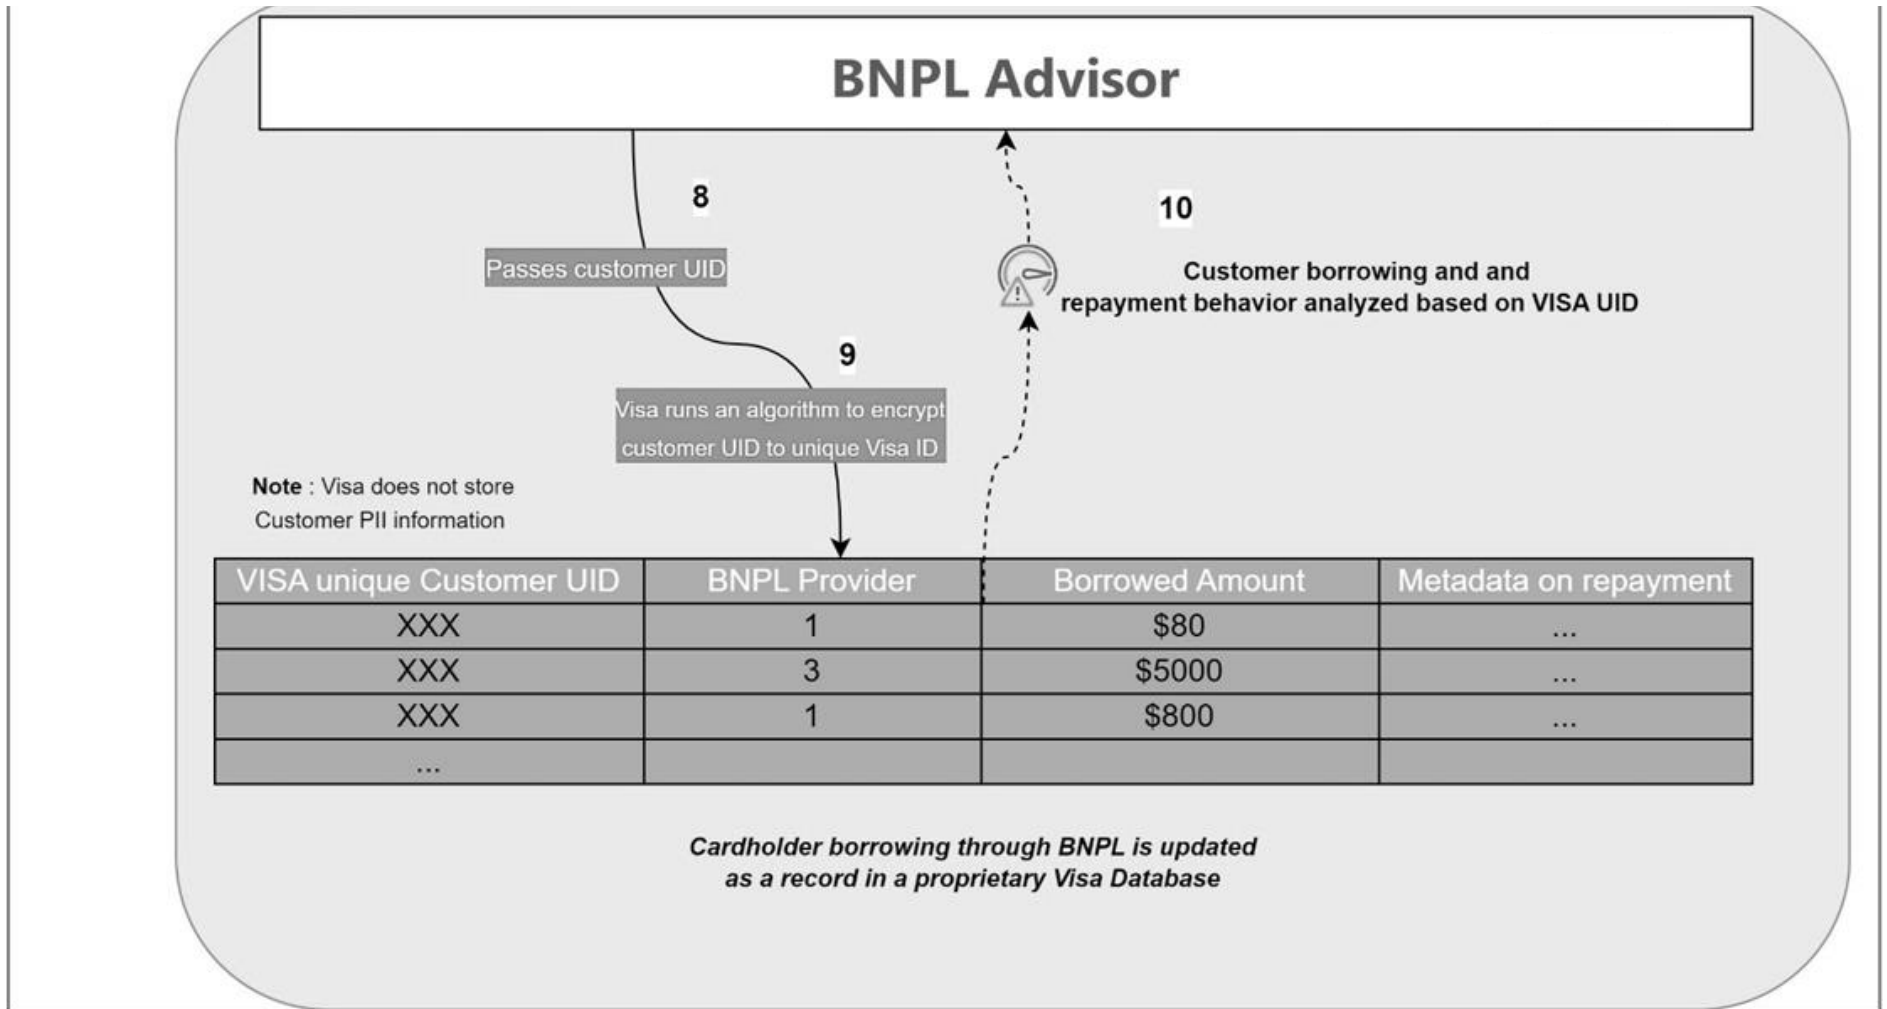 BNPL Advisor
8
Passes customer UID
10
Customer borrowing and and
repayment behavior analyzed based on VISA UID
9
Visa runs an algorithm to encrypt
customer UID to unique Visa ID
Note : Visa does not store
Customer PII information
VISA unique Customer UID BNPL Provider Borrowed Amount Metadata on repayment
XXX 1 $80 ...
XXX 3 $5000 ...
XXX 1 $800 ...
...
Cardholder borrowing through BNPL is updated
as a record in a proprietary Visa Database